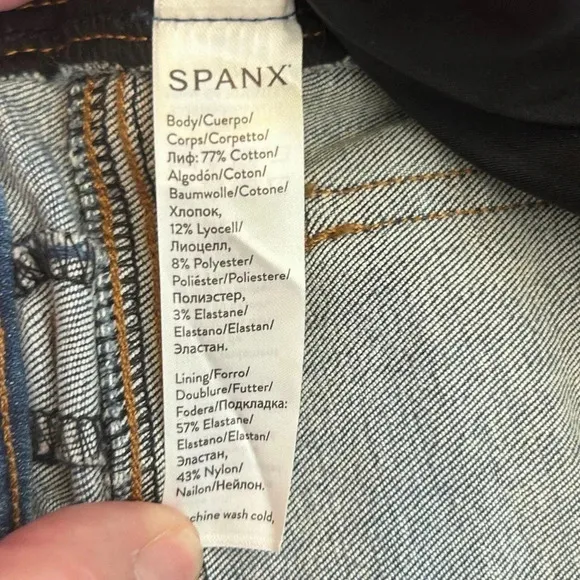 SPANX
Body/Cuerpo/
Corps/Corpetto/
Лиф: 77% Cotton/
Algodón/Coton/
Baumwolle/Cotone/
Хлопок,
12% Lyocell/
Лиоцелл,
8% Polyester/
Poliéster/Poliestere/
Полиэстер,
3% Elastane/
Elastano/Elastan/
Эластан.
Lining/Forro/
Doublure/Futter/
Fodera/Подкладка:
57% Elastane/
Elastano/Elastan/
Эластан,
43% Nylon/
Nailon/Нейлон.
chine wash cold,